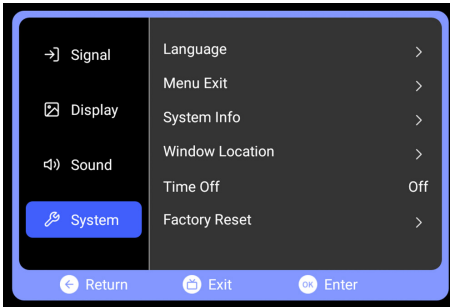 Signal
Display
Sound
System
Language
Menu Exit
System Info
Window Location
Time Off Off
Factory Reset
Return Exit OK Enter